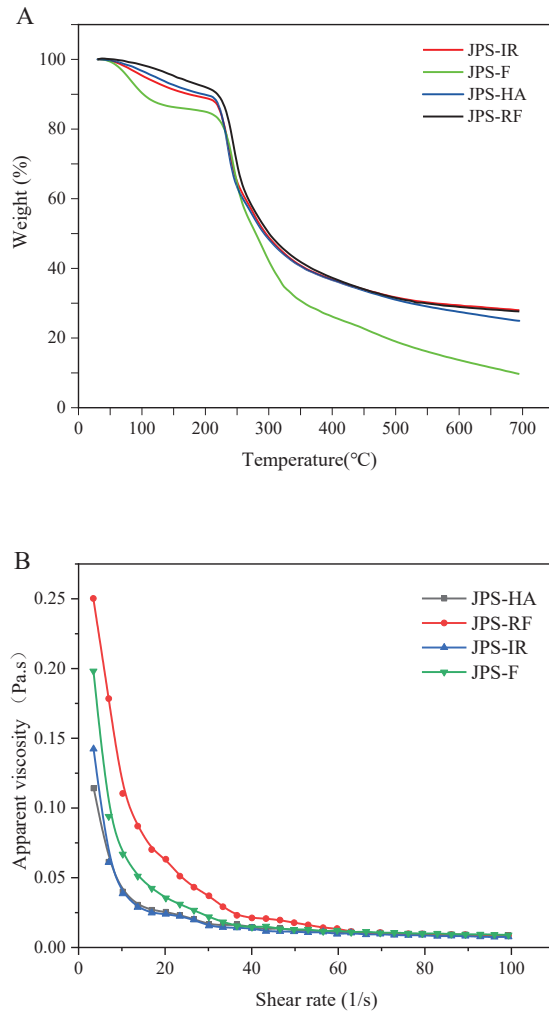 A
JPS-IR
JPS-F
JPS-HA
JPS-RF
100
80
60
40
20
0
Weight (%)
0 100 200 300 400 500 600 700
Temperature(℃)
B
JPS-HA
JPS-RF
JPS-IR
JPS-F
0.25
0.20
0.15
0.10
0.05
0.00
Apparent viscosity（Pa.s)
0 20 40 60 80 100
Shear rate (1/s)